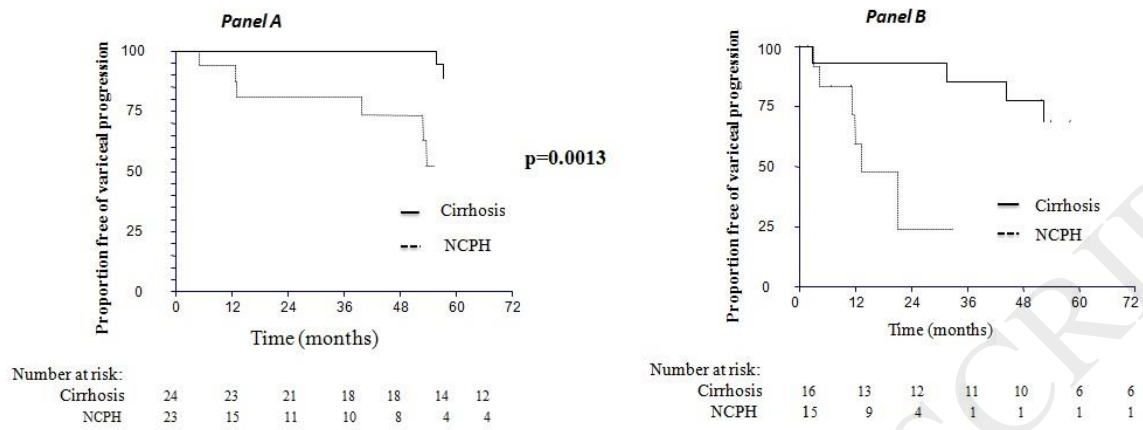 Panel A
Proportion free of variceal progression
100
75
50
25
0
0 12 24 36 48 60 72
Time (months)
Cirrhosis
NCPH
Number at risk:
Cirrhosis 24 23 21 18 18 14 12
NCPH 23 15 11 10 8 4 4
p=0.0013
Panel B
Proportion free of variceal progression
100
75
50
25
0
0 12 24 36 48 60 72
Time (months)
Cirrhosis
NCPH
Number at risk:
Cirrhosis 16 13 12 11 10 6 6
NCPH 15 9 4 1 1 1 1